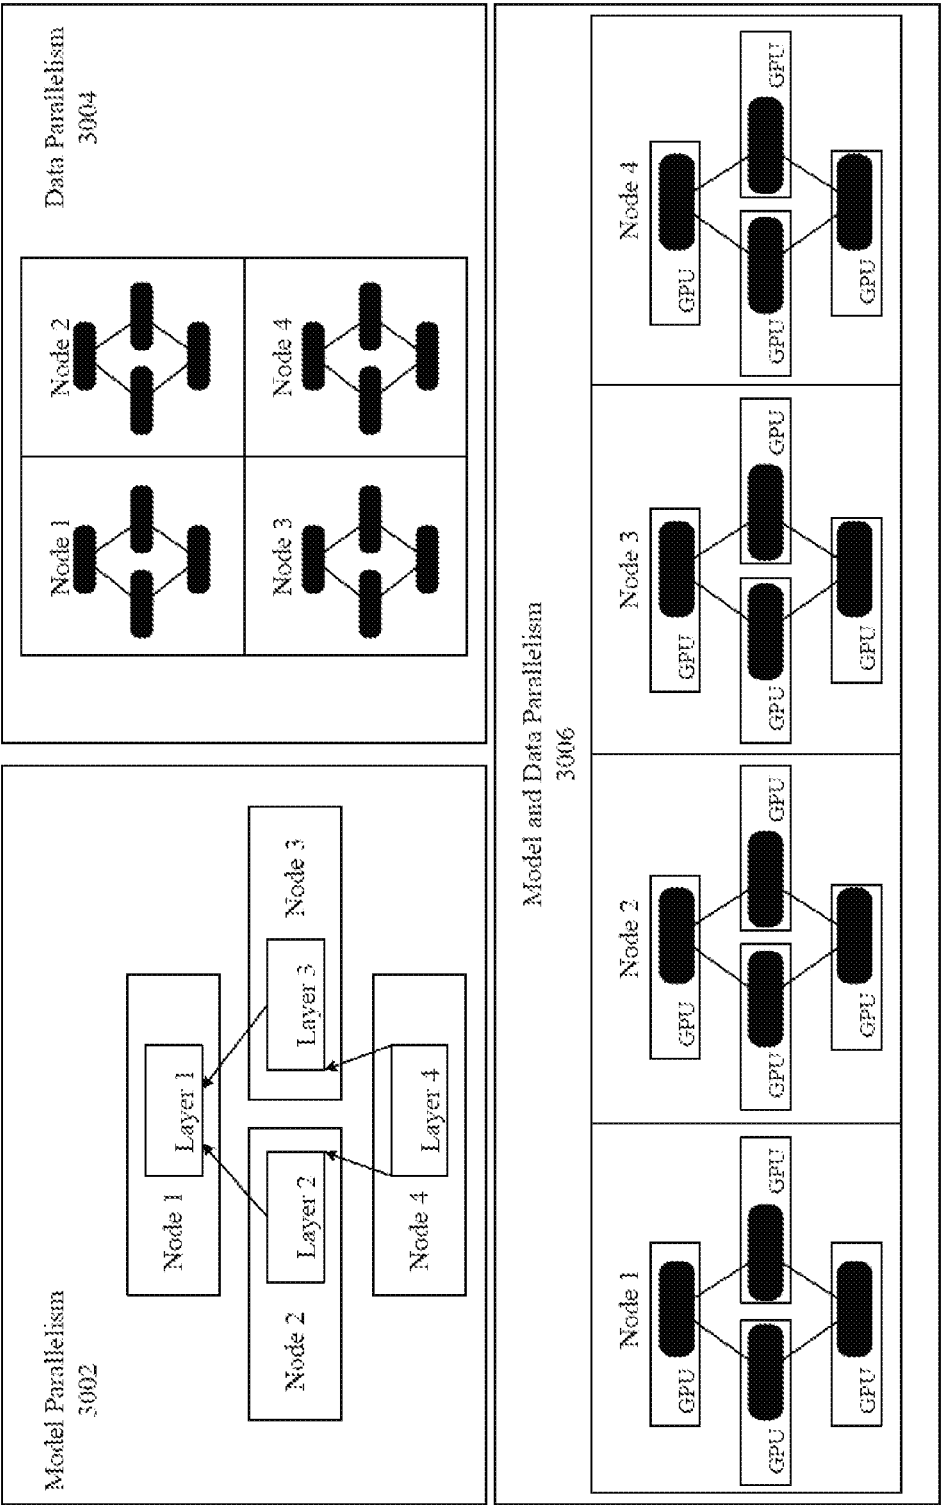 Model Parallelism
3002
Node 1
Layer 1
Node 2
Layer 2
Layer 3
Node 3
Node 4
Layer 4
Data Parallelism
3004
Node 1
Node 2
Node 3
Node 4
Model and Data Parallelism
3006
Node 1
GPU
GPU
GPU
GPU
Node 2
GPU
GPU
GPU
GPU
Node 3
GPU
GPU
GPU
GPU
Node 4
GPU
GPU
GPU
GPU